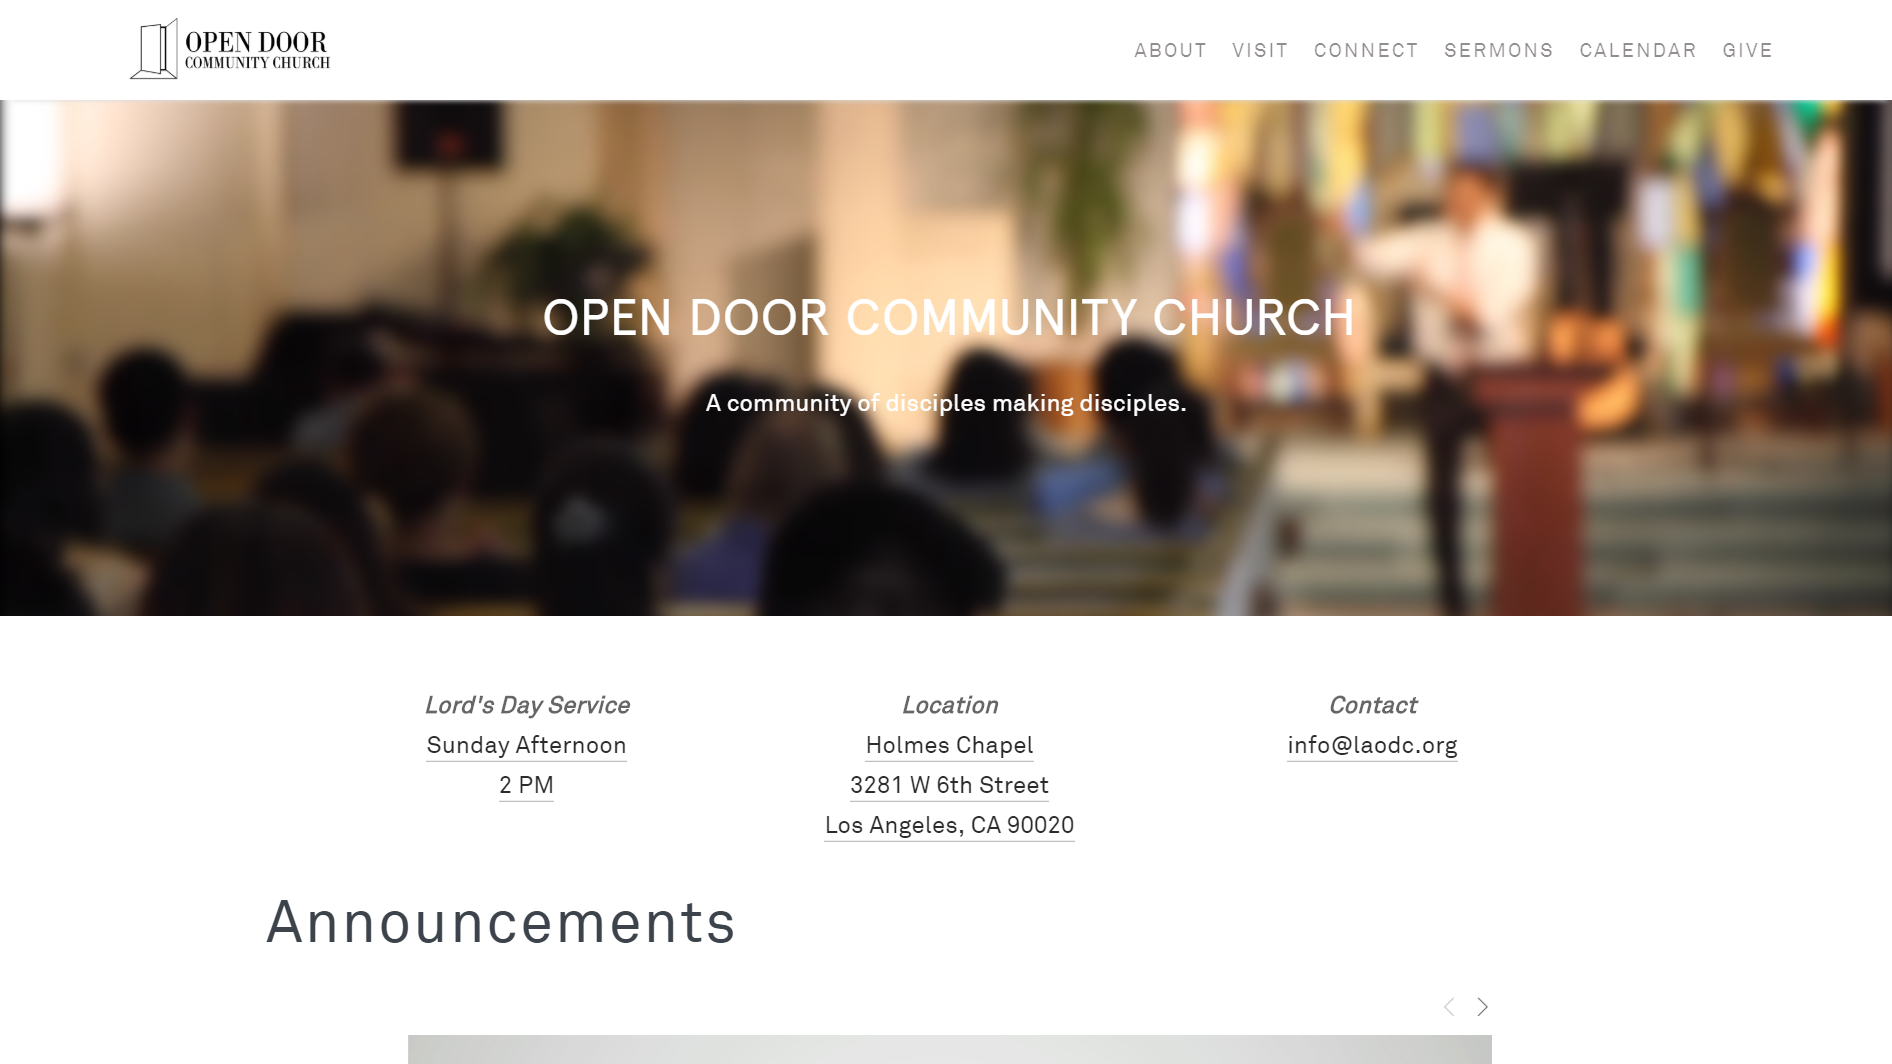 OPEN DOOR
COMMUNITY CHURCH
ABOUT VISIT CONNECT SERMONS CALENDAR GIVE
OPEN DOOR COMMUNITY CHURCH
A community of disciples making disciples.
Lord's Day Service
Sunday Afternoon
2 PM
Location
Holmes Chapel
3281 W 6th Street
Los Angeles, CA 90020
Contact
info@laodc.org
Announcements